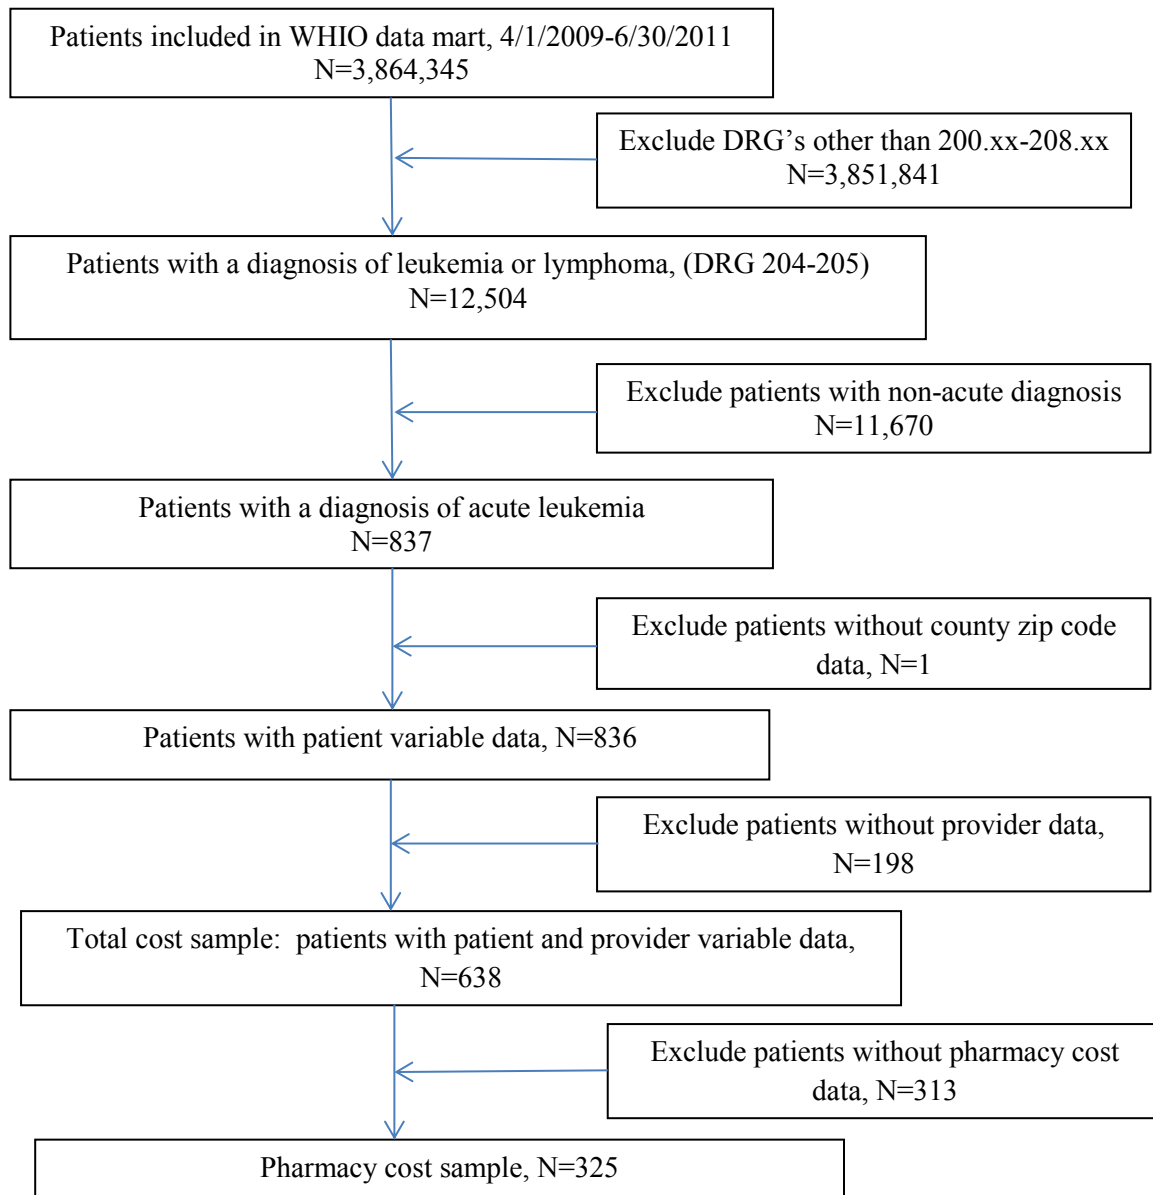 Patients included in WHIO data mart, 4/1/2009-6/30/2011
N=3,864,345
Exclude DRG's other than 200.xx-208.xx
N=3,851,841
Patients with a diagnosis of leukemia or lymphoma, (DRG 204-205)
N=12,504
Exclude patients with non-acute diagnosis
N=11,670
Patients with a diagnosis of acute leukemia
N=837
Exclude patients without county zip code
data, N=1
Patients with patient variable data, N=836
Exclude patients without provider data,
N=198
Total cost sample:  patients with patient and provider variable data,
N=638
Exclude patients without pharmacy cost
data, N=313
Pharmacy cost sample, N=325